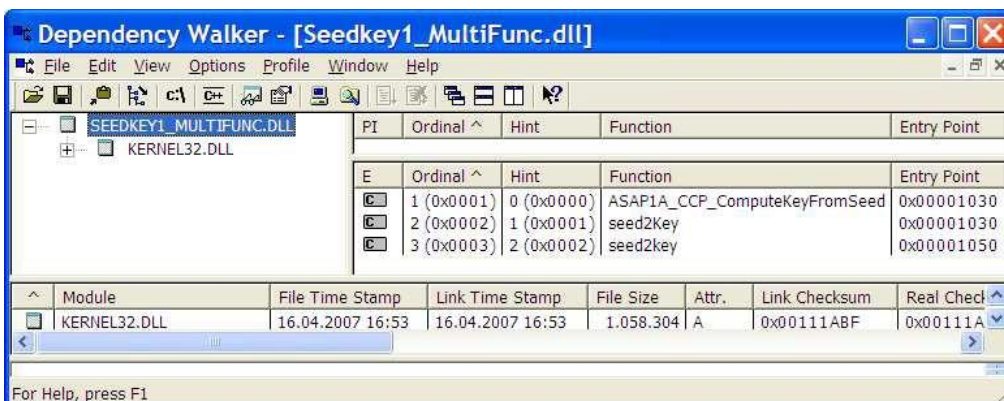 Dependency Walker - [Seedkey1_MultiFunc.dll]
File Edit View Options Profile Window Help
C:\ C++
SEEDKEY1_MULTIFUNC.DLL
KERNEL32.DLL
PI Ordinal ^ Hint Function Entry Point
E Ordinal ^ Hint Function Entry Point
C 1 (0x0001) 0 (0x0000) ASAP1A_CCP_ComputeKeyFromSeed 0x00001030
C 2 (0x0002) 1 (0x0001) seed2Key 0x00001030
C 3 (0x0003) 2 (0x0002) seed2key 0x00001050
^ Module File Time Stamp Link Time Stamp File Size Attr. Link Checksum Real Check
KERNEL32.DLL 16.04.2007 16:53 16.04.2007 16:53 1.058.304 A 0x00111ABF 0x00111A
For Help, press F1